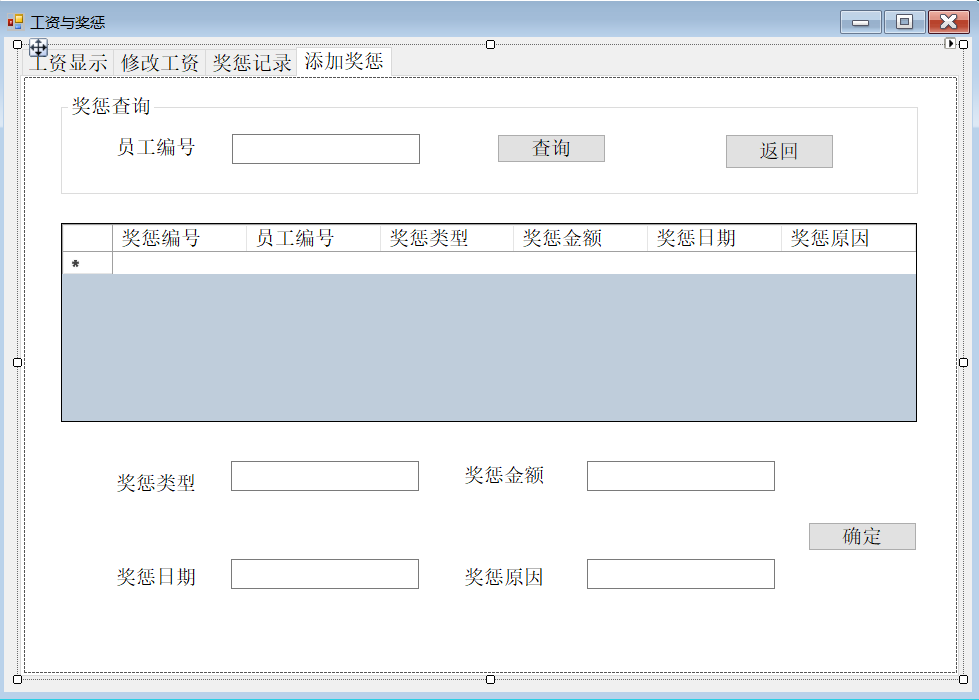 工资与奖惩
工资显示 修改工资 奖惩记录 添加奖惩
奖惩查询
员工编号 查询 返回
奖惩编号 员工编号 奖惩类型 奖惩金额 奖惩日期 奖惩原因
*
奖惩类型 奖惩金额
确定
奖惩日期 奖惩原因